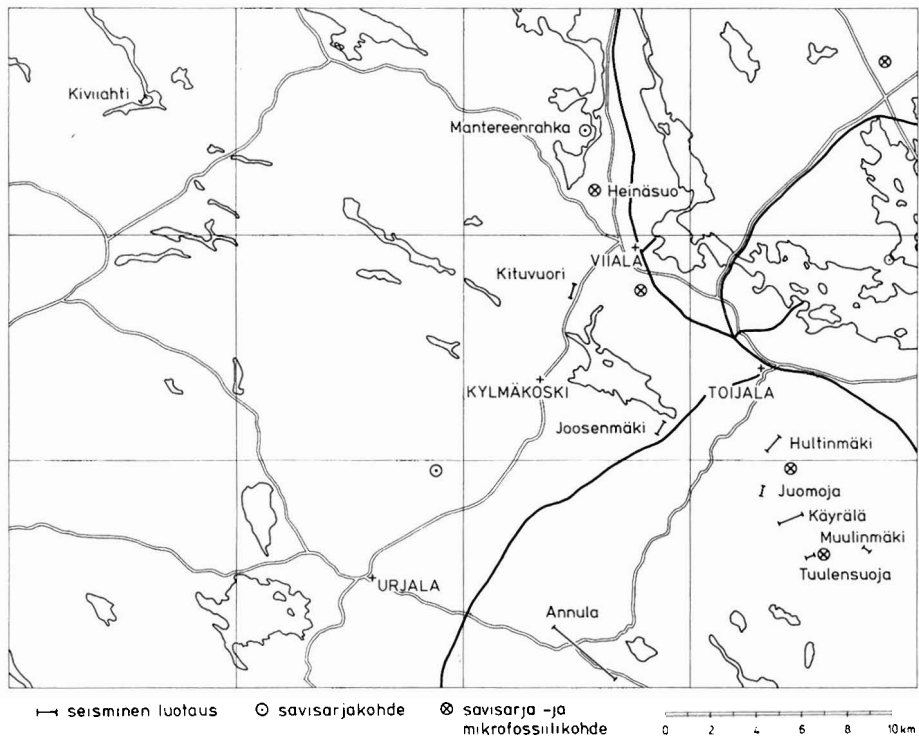 Kiviiahti
Mantereenrahka
Heinäsuo
VIIALA
Kituvuori
KYLMÄKOSKI
TOIJALA
Joosenmäki
Hultinmäki
Juomoja
Käyrälä
Muulinmäki
Tuulensuoja
URJALA
Annula
seisminen luotaus
savisarjakohde
savisarja -ja
mikrofossiilikohde
0 2 4 6 8 10 km